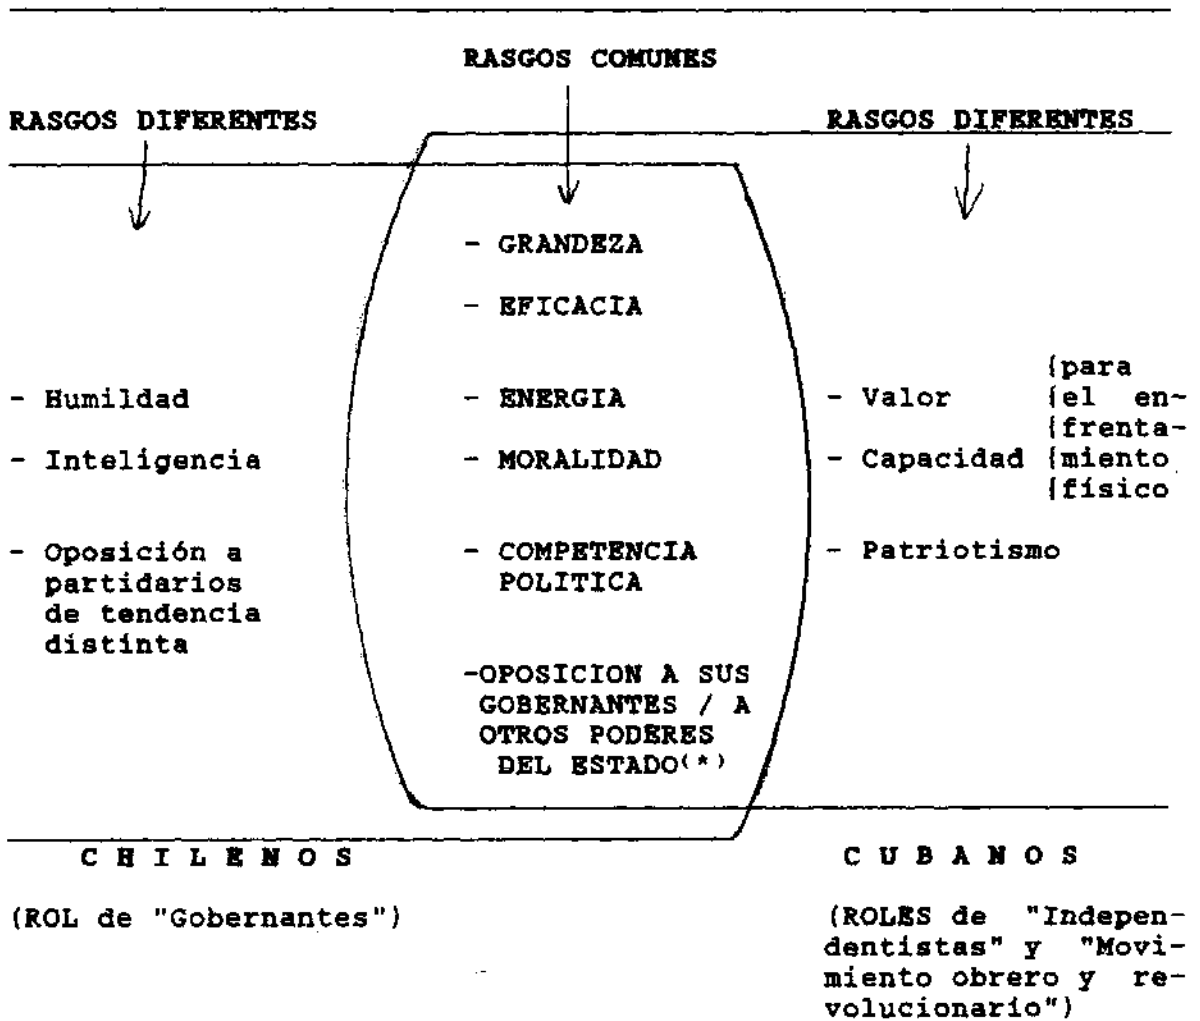 RASGOS COMUNES
RASGOS DIFERENTES
RASGOS DIFERENTES
- Humildad
- Inteligencia
- Oposición a
partidarios
de tendencia
distinta
- GRANDEZA
- EFICACIA
- ENERGIA
- MORALIDAD
- COMPETENCIA
POLITICA
-OPOSICION A SUS
GOBERNANTES / A
OTROS PODERES
DEL ESTADO(*)
- Valor
- Capacidad
{para
{el en-
{frenta-
{miento
{físico
- Patriotismo
C H I L E N O S
(ROL de "Gobernantes")
C U B A N O S
(ROLES de "Indepen-
dentistas" y "Movi-
miento obrero y re-
volucionario")